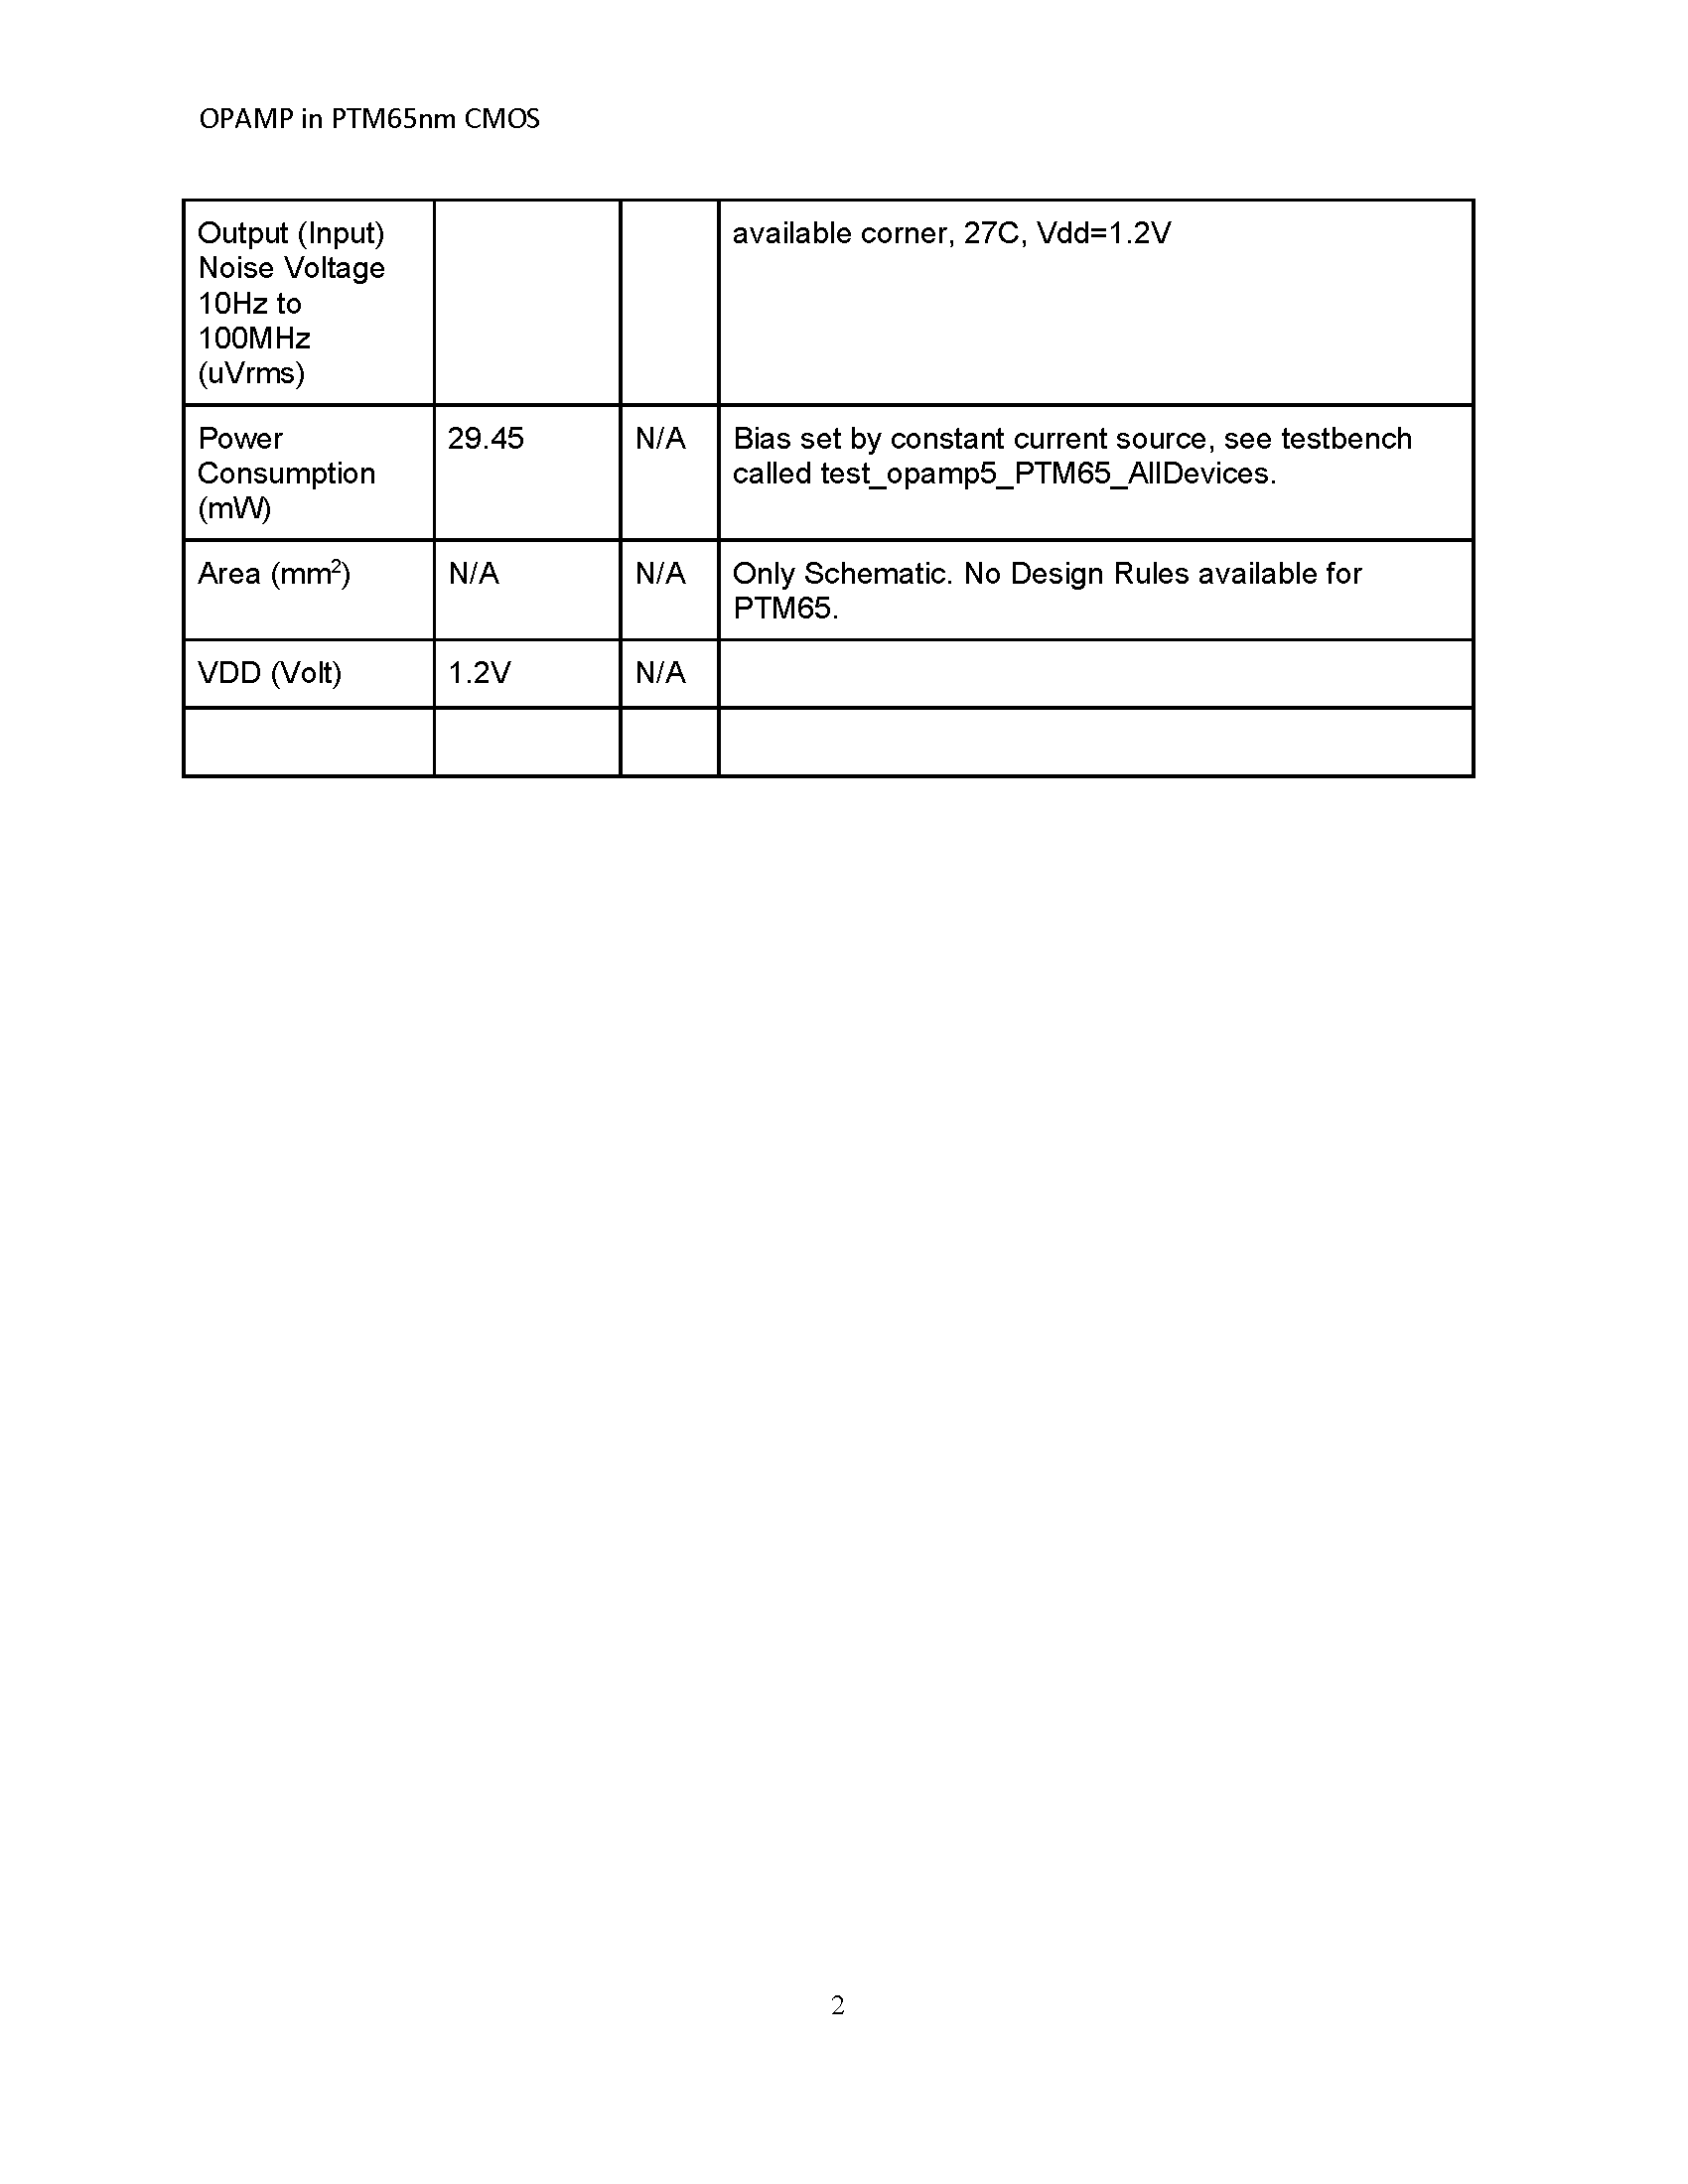 OPAMP in PTM65nm CMOS
Output (Input)
Noise Voltage
10Hz to
100MHz
(uVrms)
available corner, 27C, Vdd=1.2V
Power
Consumption
(mW)
29.45
N/A
Bias set by constant current source, see testbench
called test_opamp5_PTM65_AllDevices.
Area (mm²)
N/A
N/A
Only Schematic. No Design Rules available for
PTM65.
VDD (Volt)
1.2V
N/A
2